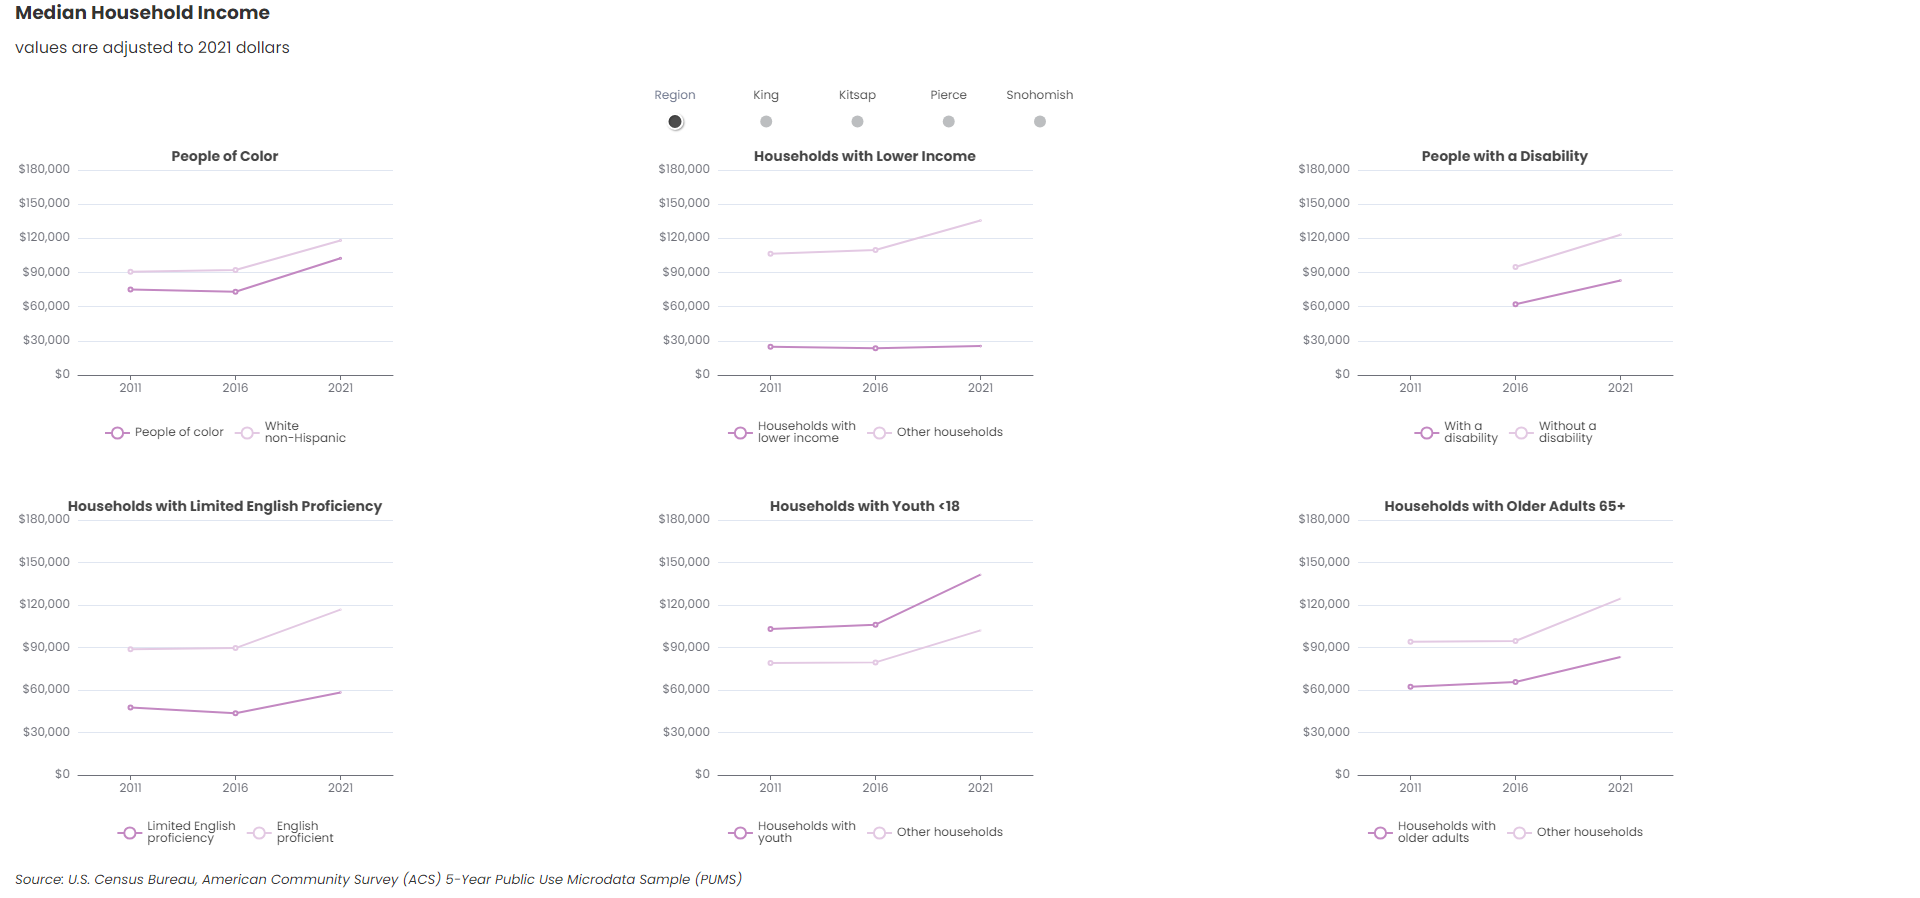 Median Household Income
values are adjusted to 2021 dollars
Region King Kitsap Pierce Snohomish
People of Color
$180,000
$150,000
$120,000
$90,000
$60,000
$30,000
$0
2011 2016 2021
People of color
White
non-Hispanic
Households with Lower Income
$180,000
$150,000
$120,000
$90,000
$60,000
$30,000
$0
2011 2016 2021
Households with
lower income
Other households
People with a Disability
$180,000
$150,000
$120,000
$90,000
$60,000
$30,000
$0
2011 2016 2021
With a
disability
Without a
disability
Households with Limited English Proficiency
$180,000
$150,000
$120,000
$90,000
$60,000
$30,000
$0
2011 2016 2021
Limited English
proficiency
English
proficient
Households with Youth <18
$180,000
$150,000
$120,000
$90,000
$60,000
$30,000
$0
2011 2016 2021
Households with
youth
Other households
Households with Older Adults 65+
$180,000
$150,000
$120,000
$90,000
$60,000
$30,000
$0
2011 2016 2021
Households with
older adults
Other households
Source: U.S. Census Bureau, American Community Survey (ACS) 5-Year Public Use Microdata Sample (PUMS)